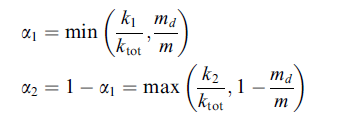 α₁ = min (k₁/k_tot, m_d/m)
α₂ = 1 − α₁ = max (k₂/k_tot, 1 − m_d/m)